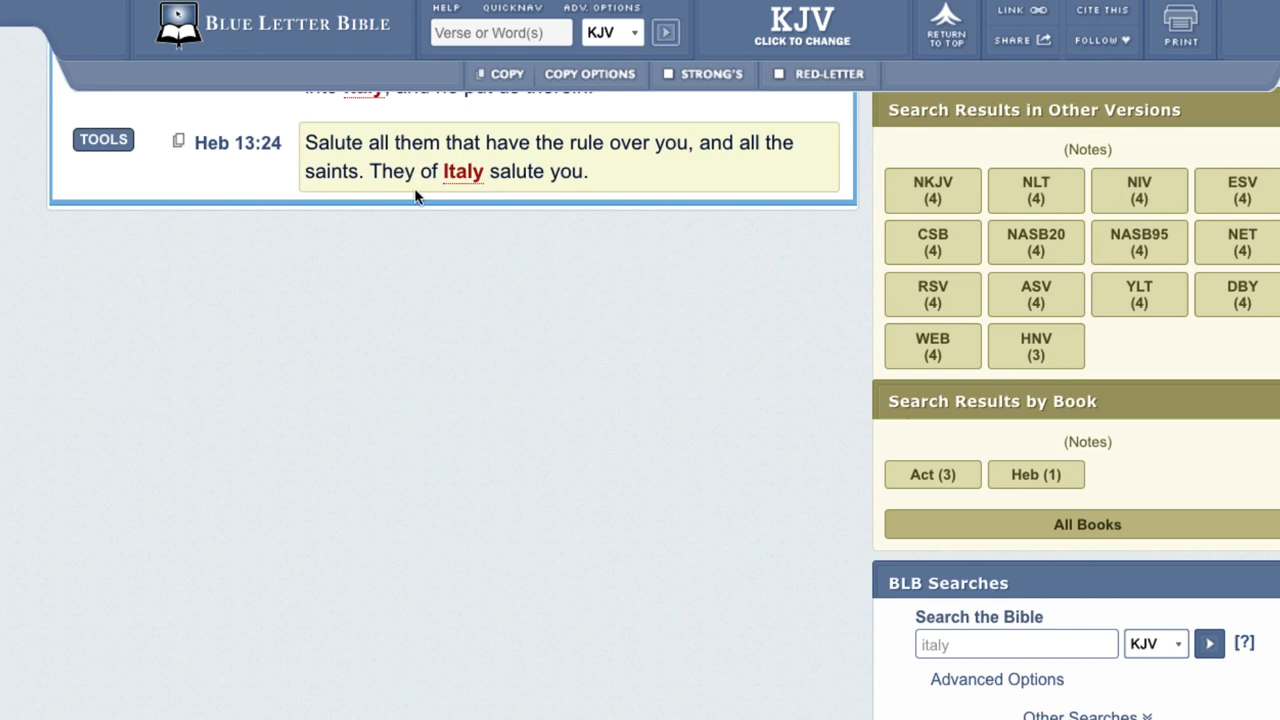 BLUE LETTER BIBLE
HELP QUICKNAV ADV. OPTIONS
Verse or Word(s) KJV
KJV
CLICK TO CHANGE
RETURN
TO TOP
LINK
SHARE
CITE THIS
FOLLOW
PRINT
COPY COPY OPTIONS STRONG'S RED-LETTER
TOOLS Heb 13:24 Salute all them that have the rule over you, and all the
saints. They of Italy salute you.
Search Results in Other Versions
(Notes)
NKJV (4) NLT (4) NIV (4) ESV (4)
CSB (4) NASB20 (4) NASB95 (4) NET (4)
RSV (4) ASV (4) YLT (4) DBY (4)
WEB (4) HNV (3)
Search Results by Book
(Notes)
Act (3) Heb (1)
All Books
BLB Searches
Search the Bible
italy KJV [?]
Advanced Options
Other Searches